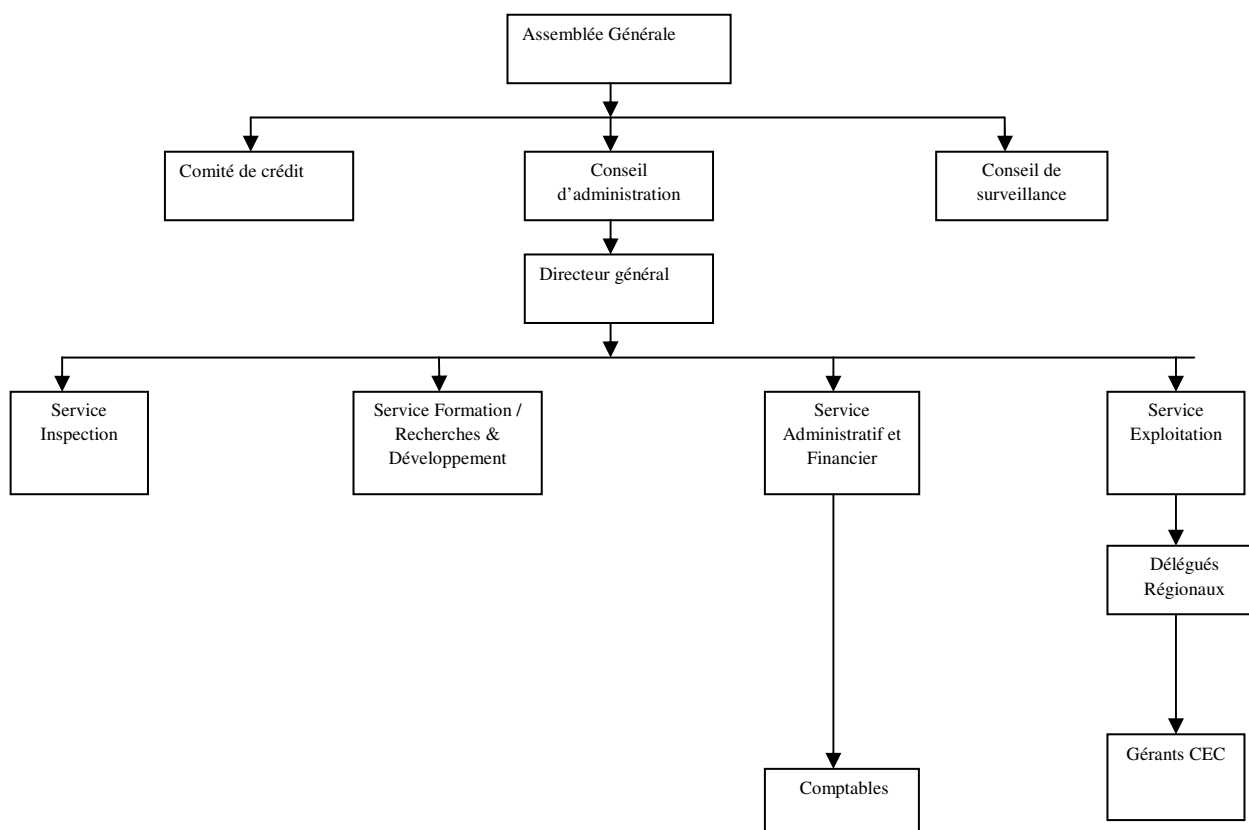 Assemblée Générale
Comité de crédit
Conseil
d’administration
Conseil de
surveillance
Directeur général
Service
Inspection
Service Formation /
Recherches &
Développement
Service
Administratif et
Financier
Service
Exploitation
Délégués
Régionaux
Gérants CEC
Comptables